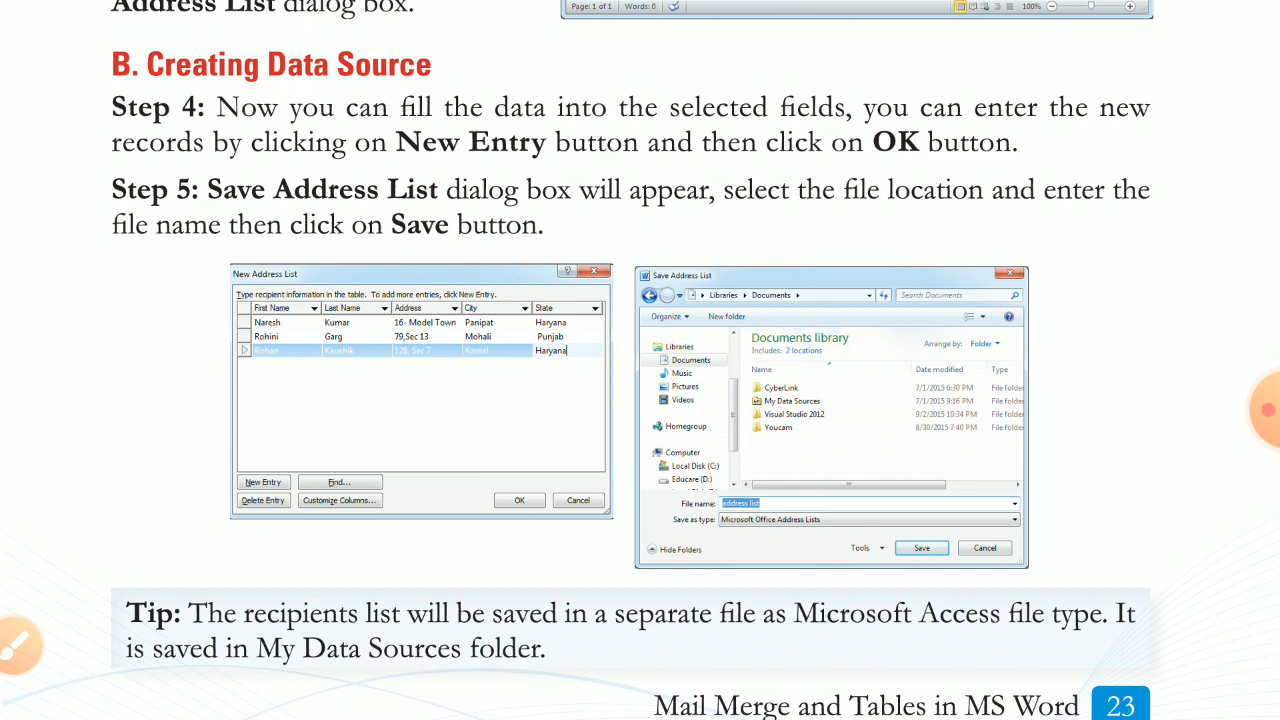 Address List dialog box.
Page: 1 of 1 Words: 0 100%
B. Creating Data Source
Step 4: Now you can fill the data into the selected fields, you can enter the new
records by clicking on New Entry button and then click on OK button.
Step 5: Save Address List dialog box will appear, select the file location and enter the
file name then click on Save button.
New Address List
Type recipient information in the table. To add more entries, click New Entry.
First Name Last Name Address City State
Naresh Kumar 16- Model Town Panipat Haryana
Rohini Garg 79,Sec13 Mohali Punjab
Rohan Kaushik 128, Sec 7 Karnal Haryana
New Entry Find...
Delete Entry Customize Columns... OK Cancel
Save Address List
Libraries Documents Search Documents
Organize New folder
Libraries
Documents
Music
Pictures
Videos
Homegroup
Computer
Local Disk (C:)
Educare (D:)
Documents library
Includes: 2 locations
Arrange by: Folder
Name Date modified Type
CyberLink 7/1/2015 6:30 PM File folder
My Data Sources 7/1/2015 9:16 PM File folder
Visual Studio 2012 9/2/2015 10:34 PM File folder
Youcam 8/30/2015 7:40 PM File folder
File name: address list
Save as type: Microsoft Office Address Lists
Hide Folders Tools Save Cancel
Tip: The recipients list will be saved in a separate file as Microsoft Access file type. It
is saved in My Data Sources folder.
Mail Merge and Tables in MS Word 23